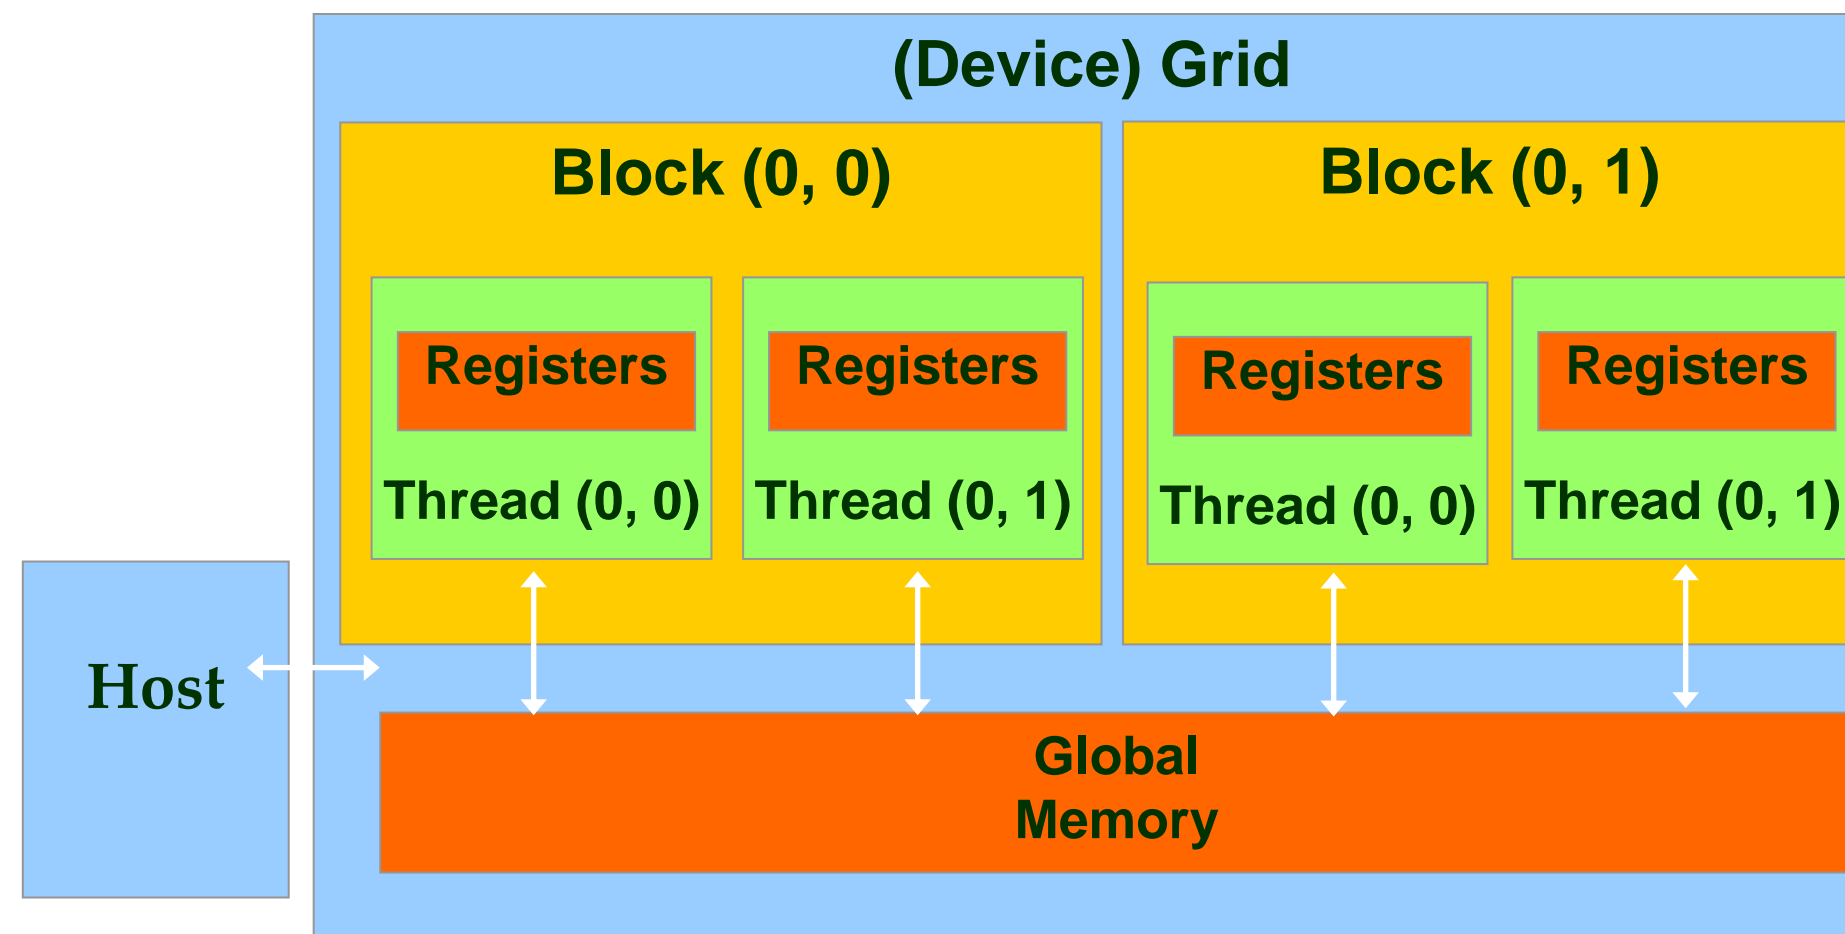 (Device) Grid
Block (0, 0)
Block (0, 1)
Registers
Registers
Registers
Registers
Thread (0, 0)
Thread (0, 1)
Thread (0, 0)
Thread (0, 1)
Host
Global
Memory